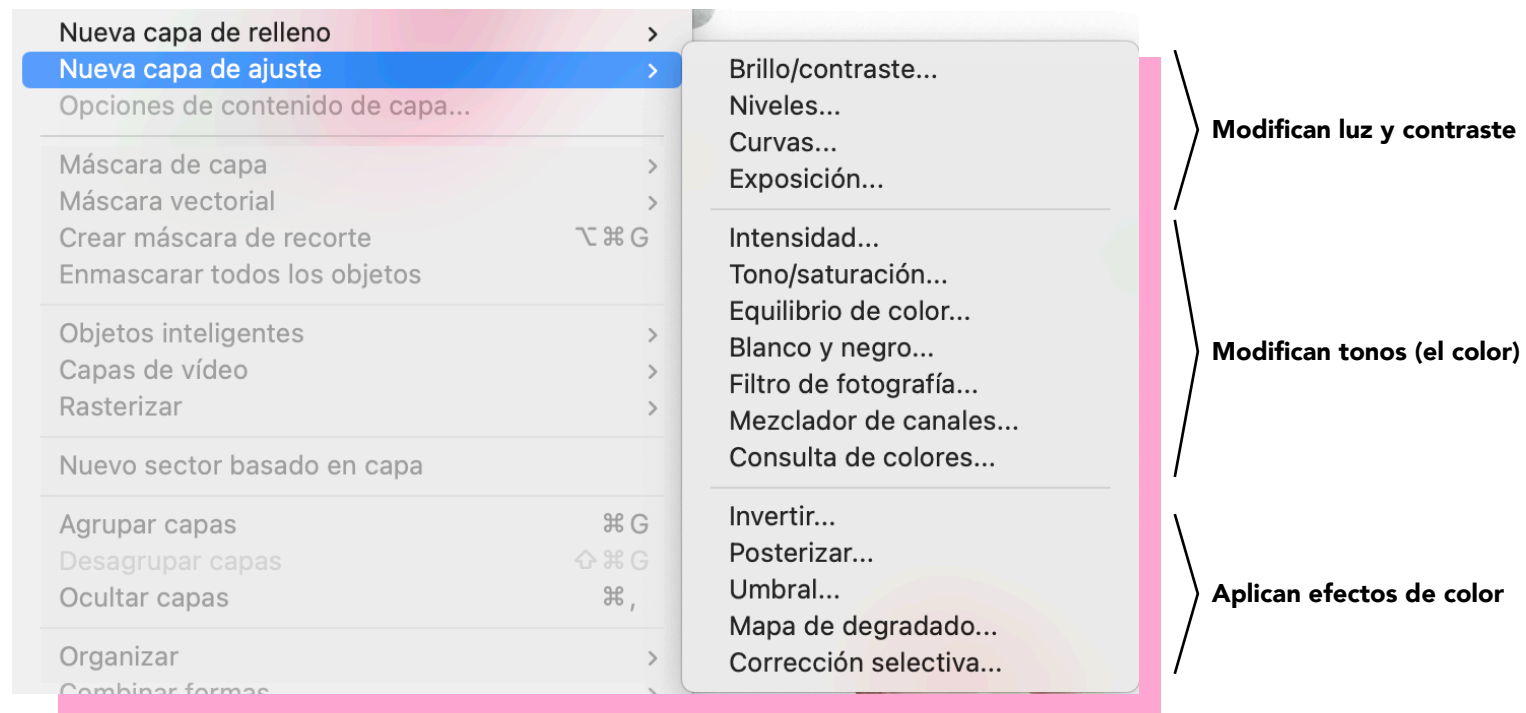 Nueva capa de relleno
Nueva capa de ajuste
Opciones de contenido de capa...
Máscara de capa
Máscara vectorial
Crear máscara de recorte ⌥⌘G
Enmascarar todos los objetos
Objetos inteligentes
Capas de vídeo
Rasterizar
Nuevo sector basado en capa
Agrupar capas ⌘G
Desagrupar capas ⇧⌘G
Ocultar capas ⌘,
Organizar
Combinar formas
Brillo/contraste...
Niveles...
Curvas...
Exposición...
Intensidad...
Tono/saturación...
Equilibrio de color...
Blanco y negro...
Filtro de fotografía...
Mezclador de canales...
Consulta de colores...
Invertir...
Posterizar...
Umbral...
Mapa de degradado...
Corrección selectiva...
Modifican luz y contraste
Modifican tonos (el color)
Aplican efectos de color